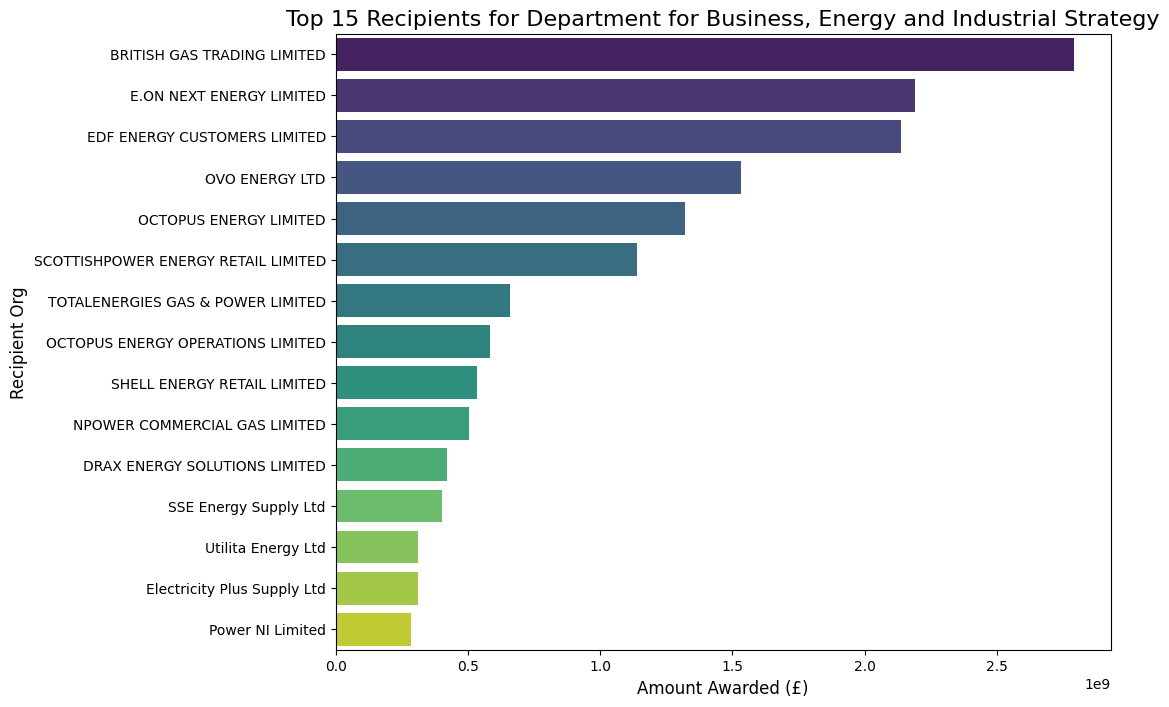 Top 15 Recipients for Department for Business, Energy and Industrial Strategy
BRITISH GAS TRADING LIMITED
E.ON NEXT ENERGY LIMITED
EDF ENERGY CUSTOMERS LIMITED
OVO ENERGY LTD
OCTOPUS ENERGY LIMITED
SCOTTISHPOWER ENERGY RETAIL LIMITED
TOTALENERGIES GAS & POWER LIMITED
OCTOPUS ENERGY OPERATIONS LIMITED
SHELL ENERGY RETAIL LIMITED
NPOWER COMMERCIAL GAS LIMITED
DRAX ENERGY SOLUTIONS LIMITED
SSE Energy Supply Ltd
Utilita Energy Ltd
Electricity Plus Supply Ltd
Power NI Limited
Recipient Org
0.0 0.5 1.0 1.5 2.0 2.5
1e9
Amount Awarded (£)